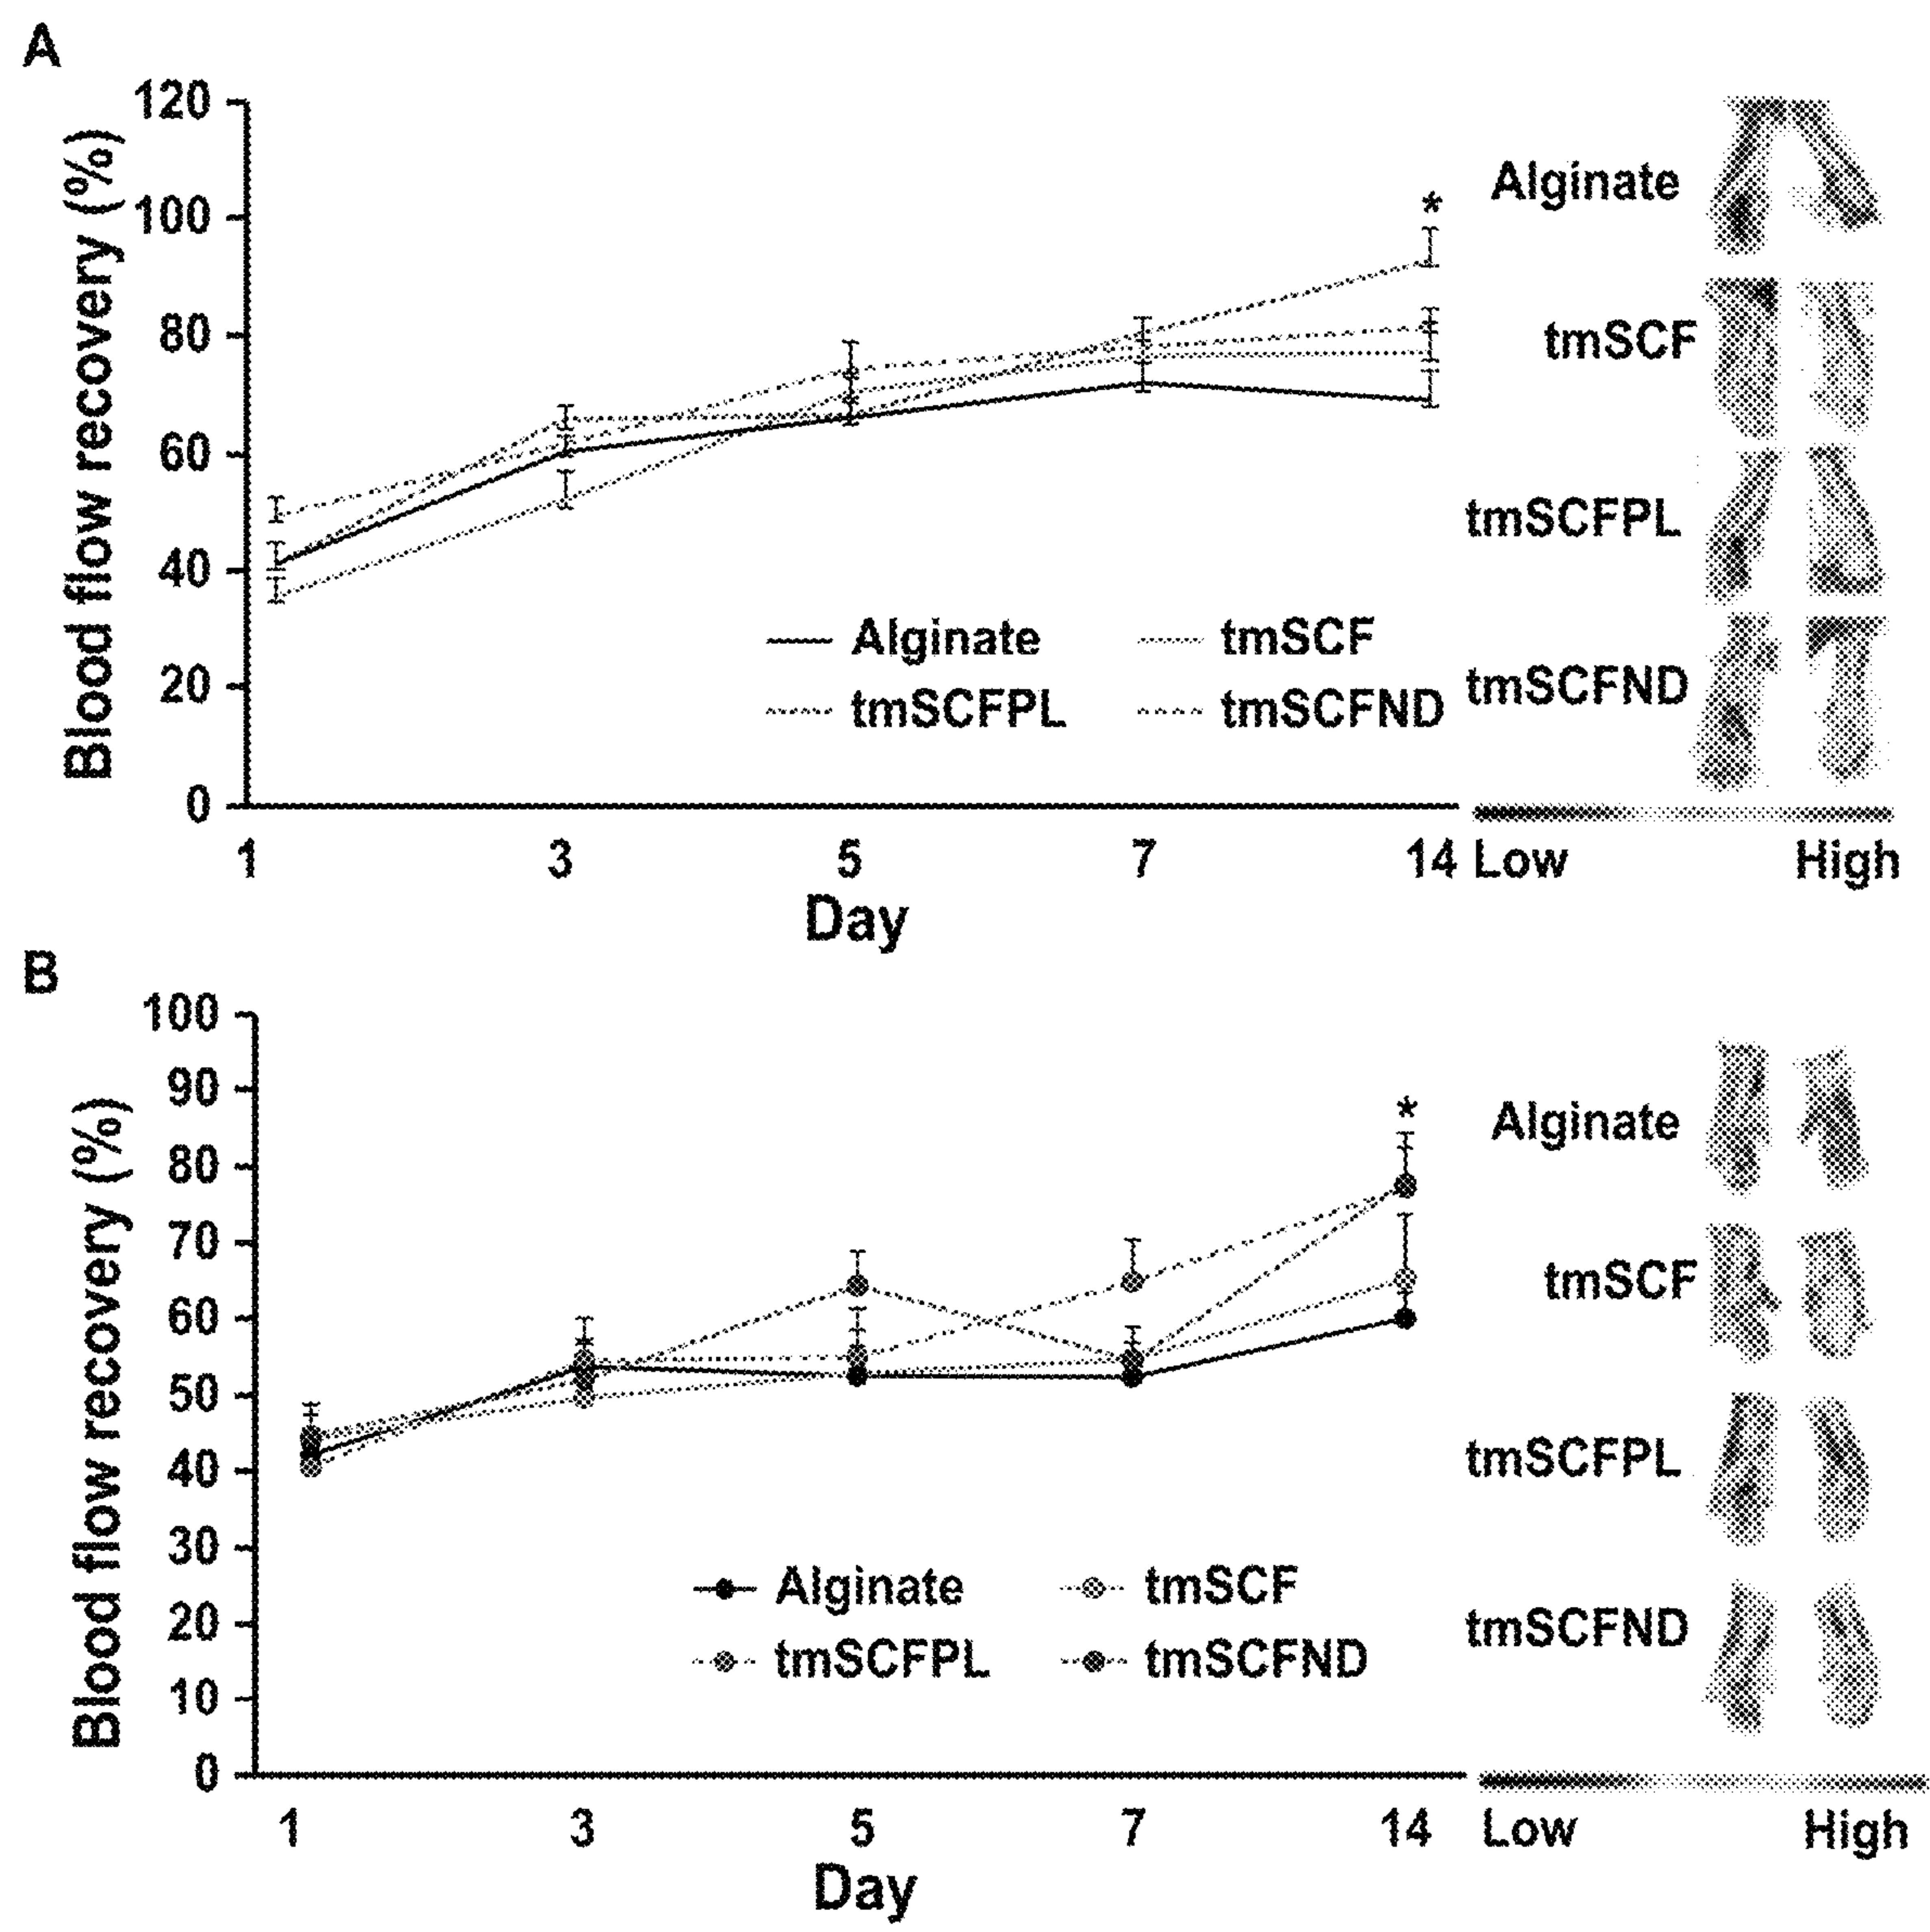 A
120
100
80
60
40
20
0
Blood flow recovery (%)
*
Alginate
tmSCF
tmSCFPL
tmSCFND
Alginate
tmSCF
tmSCFPL
tmSCFND
1 3 5 7 14
Low High
Day
B
100
90
80
70
60
50
40
30
20
10
0
Blood flow recovery (%)
*
Alginate
tmSCF
tmSCFPL
tmSCFND
Alginate
tmSCF
tmSCFPL
tmSCFND
1 3 5 7 14
Low High
Day